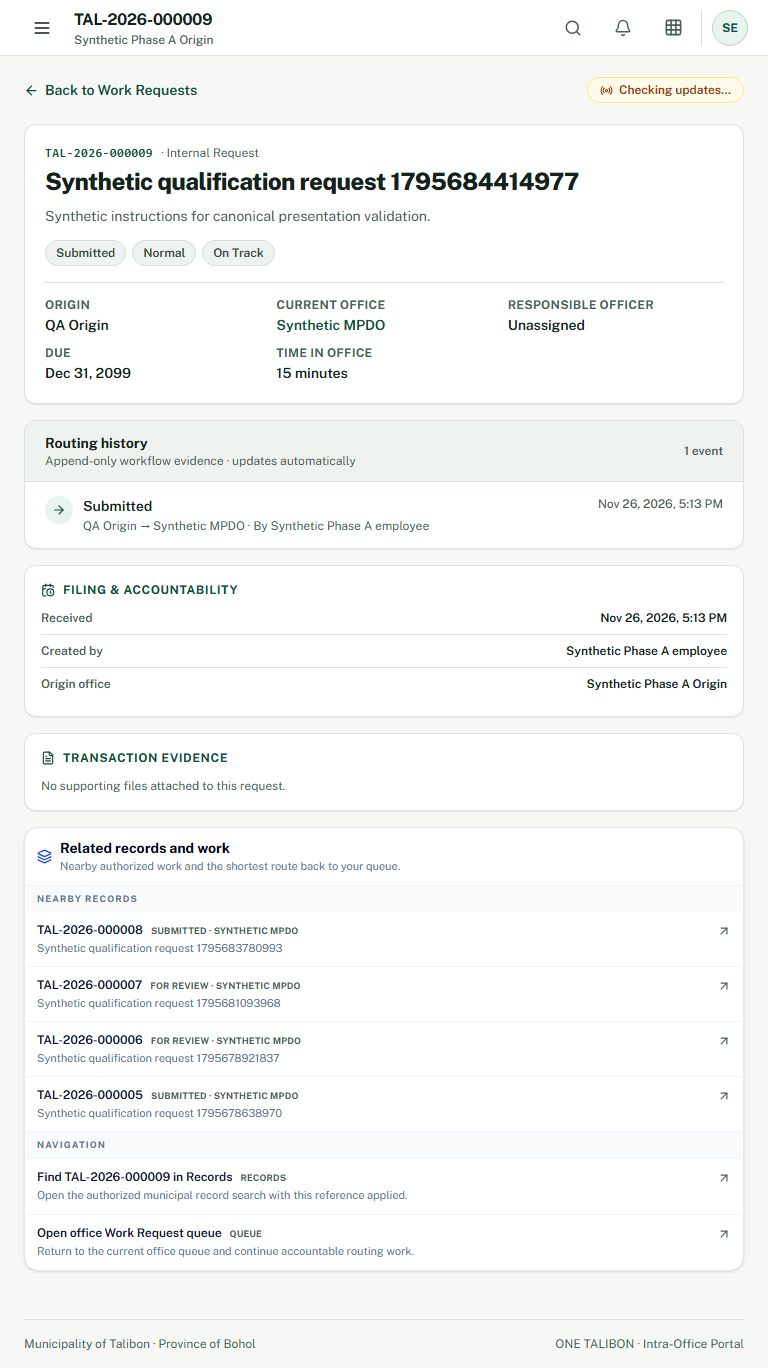 TAL-2026-000009
Synthetic Phase A Origin
SE
Back to Work Requests
Checking updates...
TAL-2026-000009 · Internal Request
Synthetic qualification request 1795684414977
Synthetic instructions for canonical presentation validation.
Submitted Normal On Track
ORIGIN CURRENT OFFICE RESPONSIBLE OFFICER
QA Origin Synthetic MPDO Unassigned
DUE TIME IN OFFICE
Dec 31, 2099 15 minutes
Routing history
Append-only workflow evidence · updates automatically
1 event
Submitted Nov 26, 2026, 5:13 PM
QA Origin → Synthetic MPDO · By Synthetic Phase A employee
FILING & ACCOUNTABILITY
Received Nov 26, 2026, 5:13 PM
Created by Synthetic Phase A employee
Origin office Synthetic Phase A Origin
TRANSACTION EVIDENCE
No supporting files attached to this request.
Related records and work
Nearby authorized work and the shortest route back to your queue.
NEARBY RECORDS
TAL-2026-000008 SUBMITTED · SYNTHETIC MPDO
Synthetic qualification request 1795683780993
TAL-2026-000007 FOR REVIEW · SYNTHETIC MPDO
Synthetic qualification request 1795681093968
TAL-2026-000006 FOR REVIEW · SYNTHETIC MPDO
Synthetic qualification request 1795678921837
TAL-2026-000005 SUBMITTED · SYNTHETIC MPDO
Synthetic qualification request 1795678638970
NAVIGATION
Find TAL-2026-000009 in Records RECORDS
Open the authorized municipal record search with this reference applied.
Open office Work Request queue QUEUE
Return to the current office queue and continue accountable routing work.
Municipality of Talibon · Province of Bohol
ONE TALIBON · Intra-Office Portal